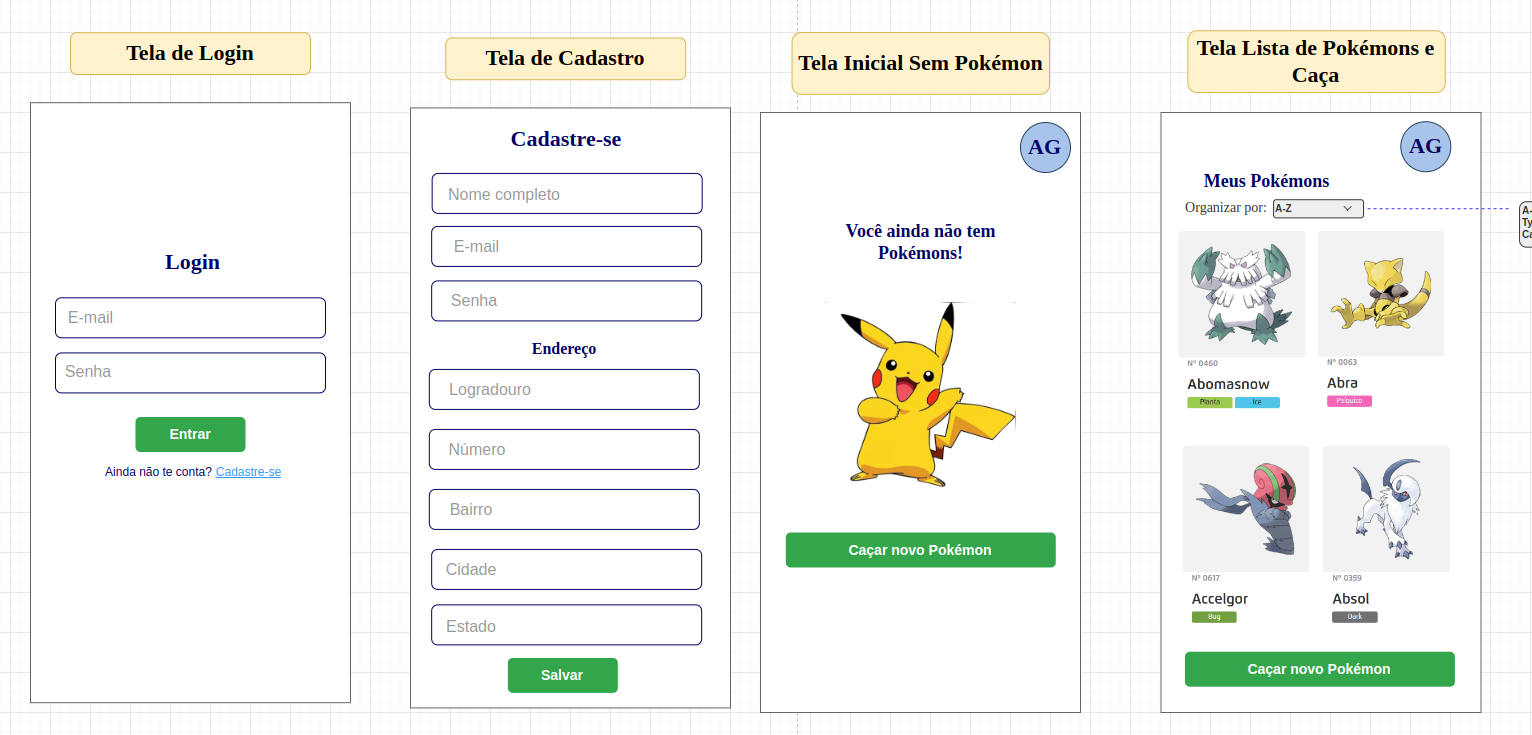 Tela de Login
Login
E-mail
Senha
Entrar
Ainda não te conta? Cadastre-se
Tela de Cadastro
Cadastre-se
Nome completo
E-mail
Senha
Endereço
Logradouro
Número
Bairro
Cidade
Estado
Salvar
Tela Inicial Sem Pokémon
AG
Você ainda não tem
Pokémons!
Caçar novo Pokémon
Tela Lista de Pokémons e
Caça
AG
Meus Pokémons
Organizar por: A-Z
A-
Ty
Ca
Nº 0460
Abomasnow
Planta Ice
Nº 0063
Abra
Psíquico
Nº 0617
Accelgor
Bug
Nº 0359
Absol
Dark
Caçar novo Pokémon